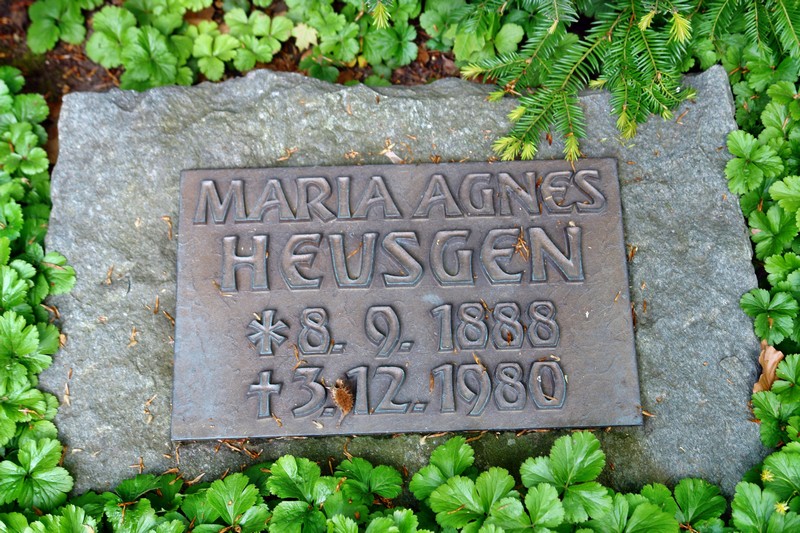 MARIA AGNES
HEUSGEN
* 8. 9. 1888
† 3.12.1980